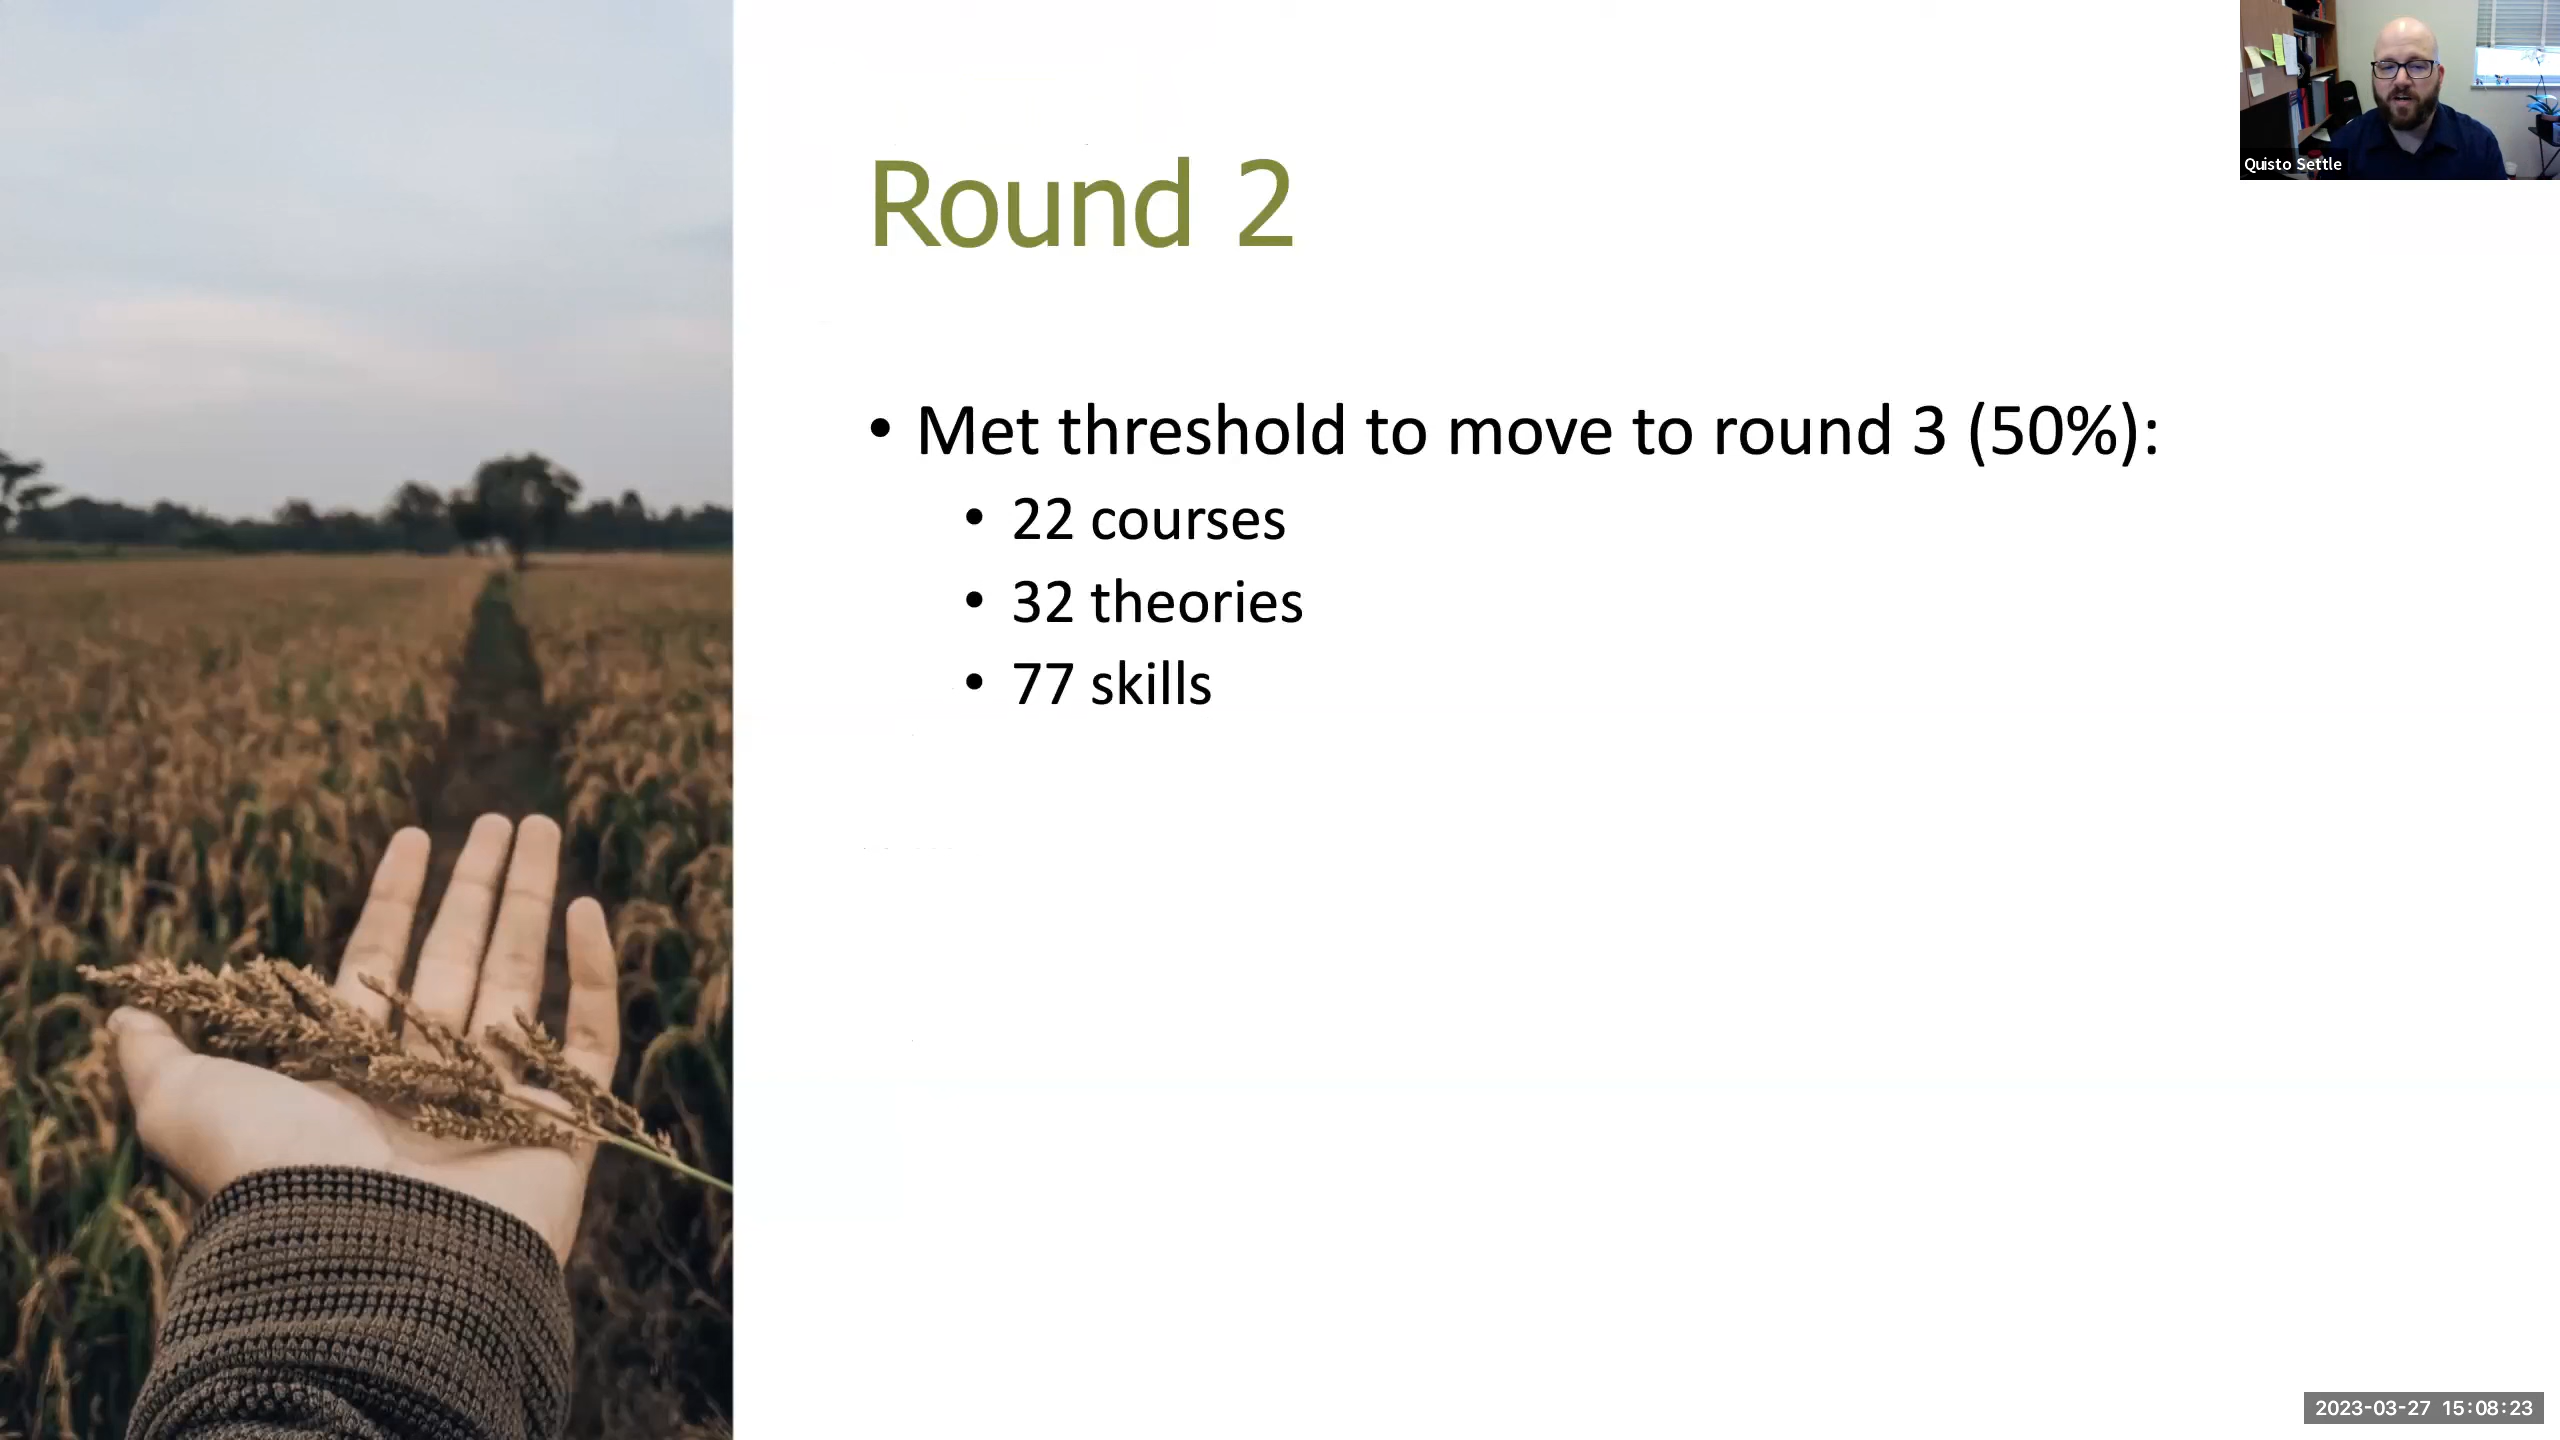 Round 2
• Met threshold to move to round 3 (50%):
• 22 courses
• 32 theories
• 77 skills
Quisto Settle
2023-03-27 15:08:23